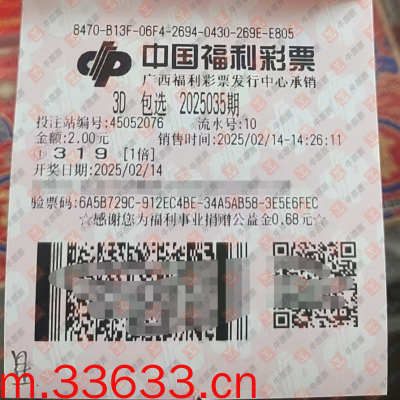 8470-B13F-06F4-2694-0430-269E-E805
中国福利彩票
广西福利彩票发行中心承销
3D 包选 2025035期
投注站编号:45052076 流水号:10
金额:2.00元 销售时间:2025/02/14-14:26:11
① 319 [1倍]
开奖日期:2025/02/14
验票码:6A5B729C-912EC4BE-34A5AB58-3E5E6FEC
☆感谢您为福利事业捐赠公益金0.68元☆
m.33633.cn